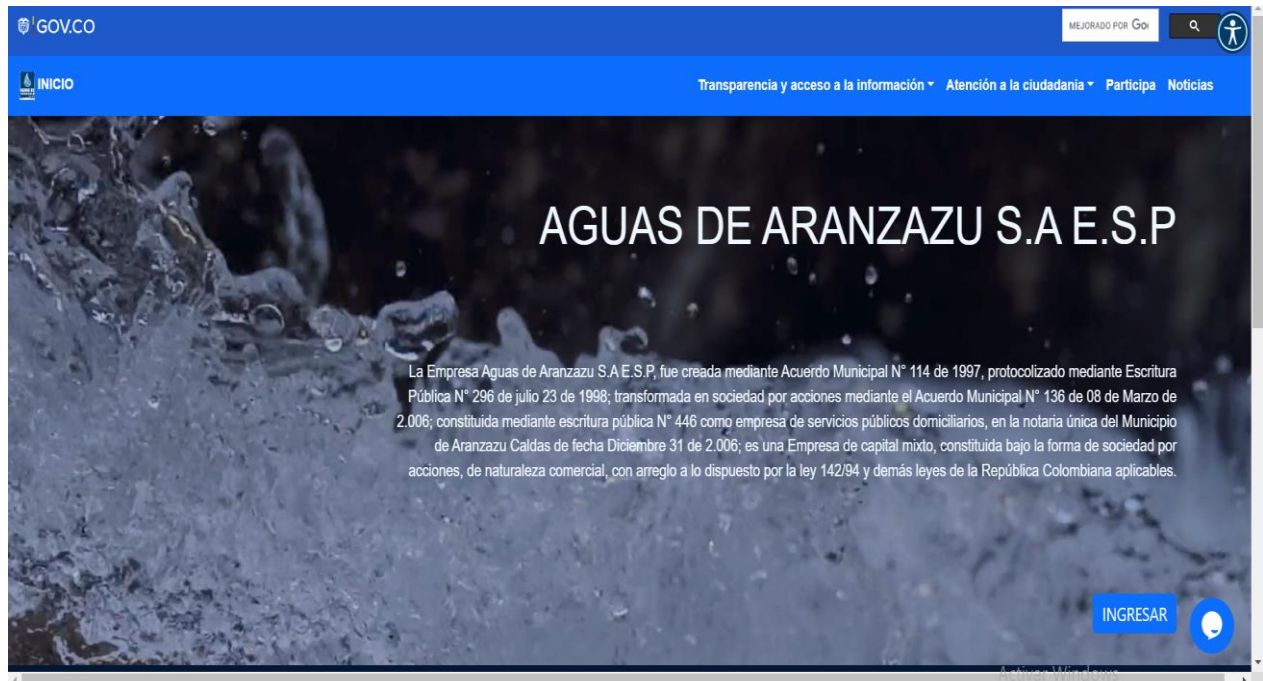 GOV.CO
MEJORADO POR Go
INICIO
Transparencia y acceso a la información Atención a la ciudadania Participa Noticias
AGUAS DE ARANZAZU S.A E.S.P
La Empresa Aguas de Aranzazu S.A E.S.P, fue creada mediante Acuerdo Municipal N° 114 de 1997, protocolizado mediante Escritura
Pública N° 296 de julio 23 de 1998; transformada en sociedad por acciones mediante el Acuerdo Municipal N° 136 de 08 de Marzo de
2.006; constituida mediante escritura pública N° 446 como empresa de servicios públicos domiciliarios, en la notaria única del Municipio
de Aranzazu Caldas de fecha Diciembre 31 de 2.006; es una Empresa de capital mixto, constituida bajo la forma de sociedad por
acciones, de naturaleza comercial, con arreglo a lo dispuesto por la ley 142/94 y demás leyes de la República Colombiana aplicables.
INGRESAR
Activar Windows